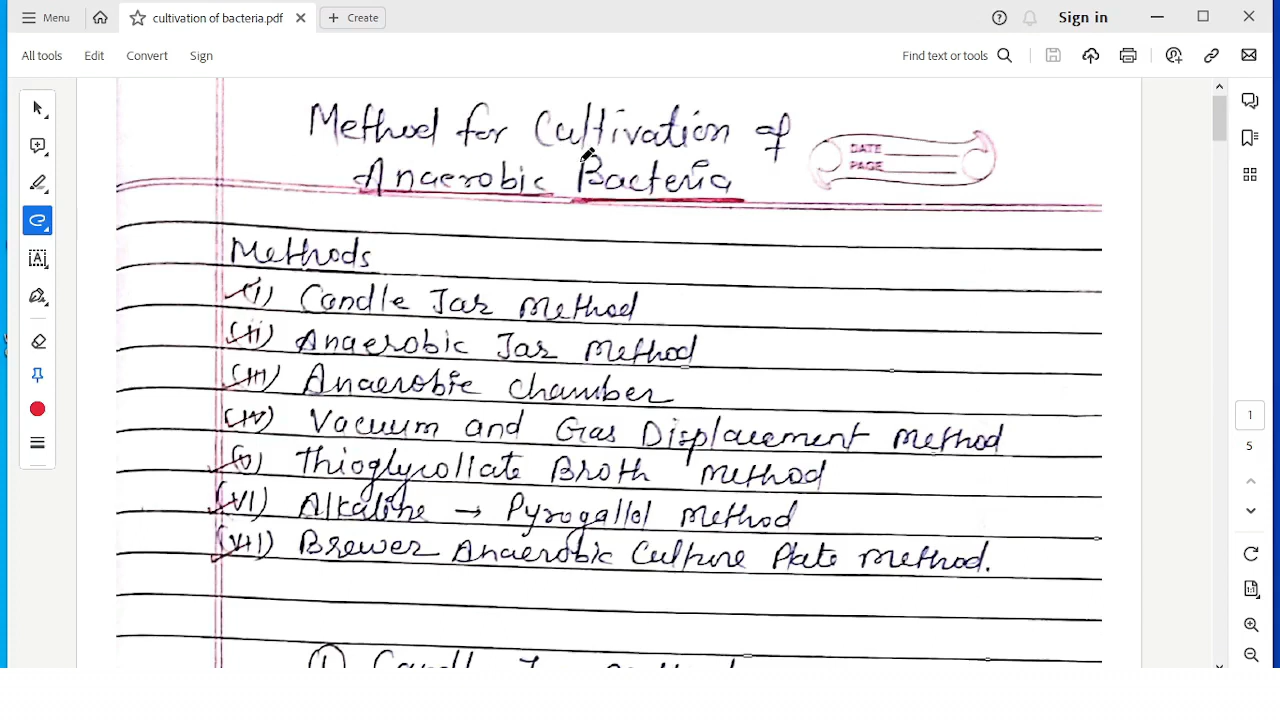 Menu
cultivation of bacteria.pdf
Create
Sign in
All tools
Edit
Convert
Sign
Find text or tools
Method for Cultivation of
Anaerobic Bacteria
DATE
PAGE
Methods
(i) Candle Jar Method
(ii) Anaerobic Jar Method
(iii) Anaerobic chamber
(iv) Vacuum and Gas Displacement Method
(v) Thioglycollate Broth Method
(vi) Alkaline → Pyrogallol Method
(vii) Brewer Anaerobic Culture Plate Method.
1
5